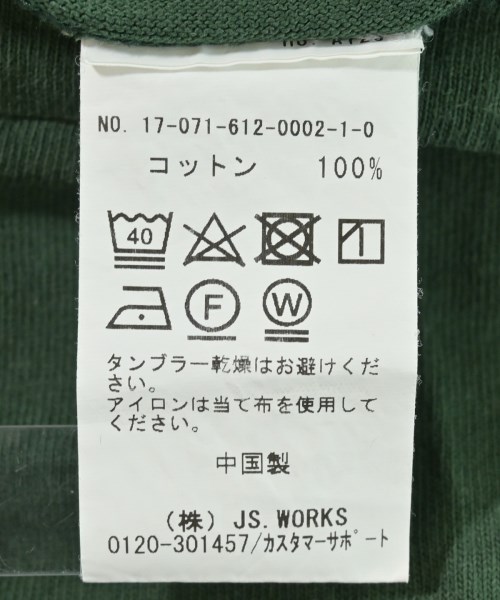 NO. 17-071-612-0002-1-0
コットン 100%
40
F W
タンブラー乾燥はお避けくだ
さい。
アイロンは当て布を使用して
ください。
中国製
(株) JS.WORKS
0120-301457/カスタマーサポート